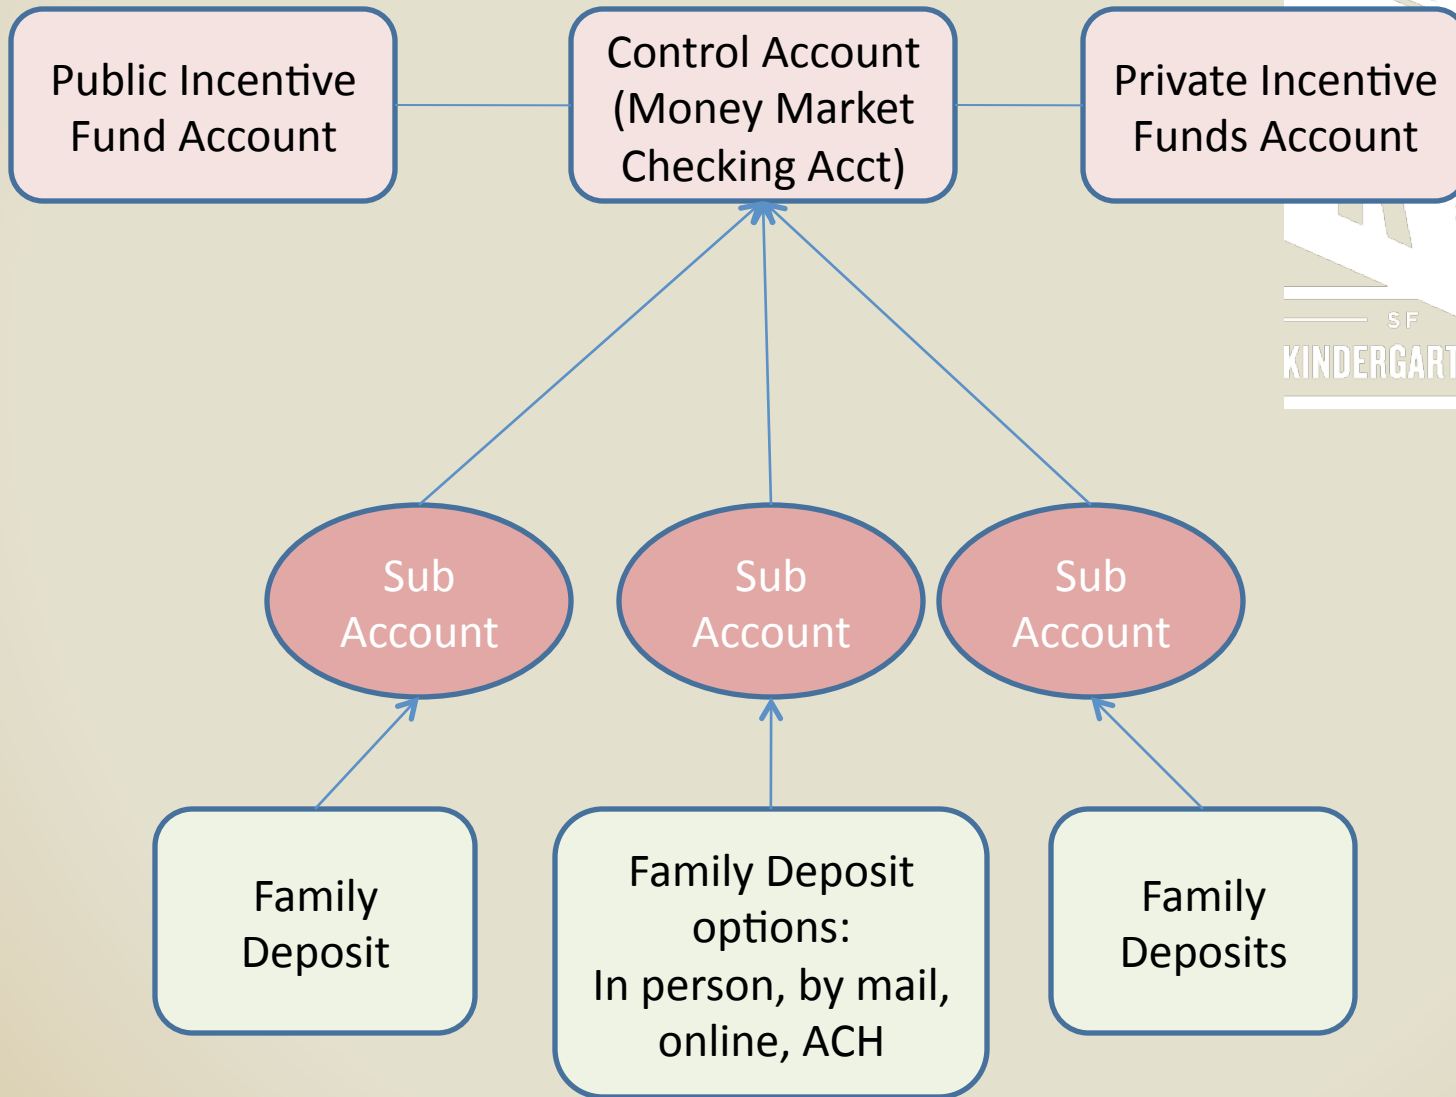 Public Incentive
Fund Account
Control Account
(Money Market
Checking Acct)
Private Incentive
Funds Account
SF
Sub
Account
Sub
Account
Sub
Account
Family
Deposit
Family Deposit
options:
In person, by mail,
online, ACH
Family
Deposits